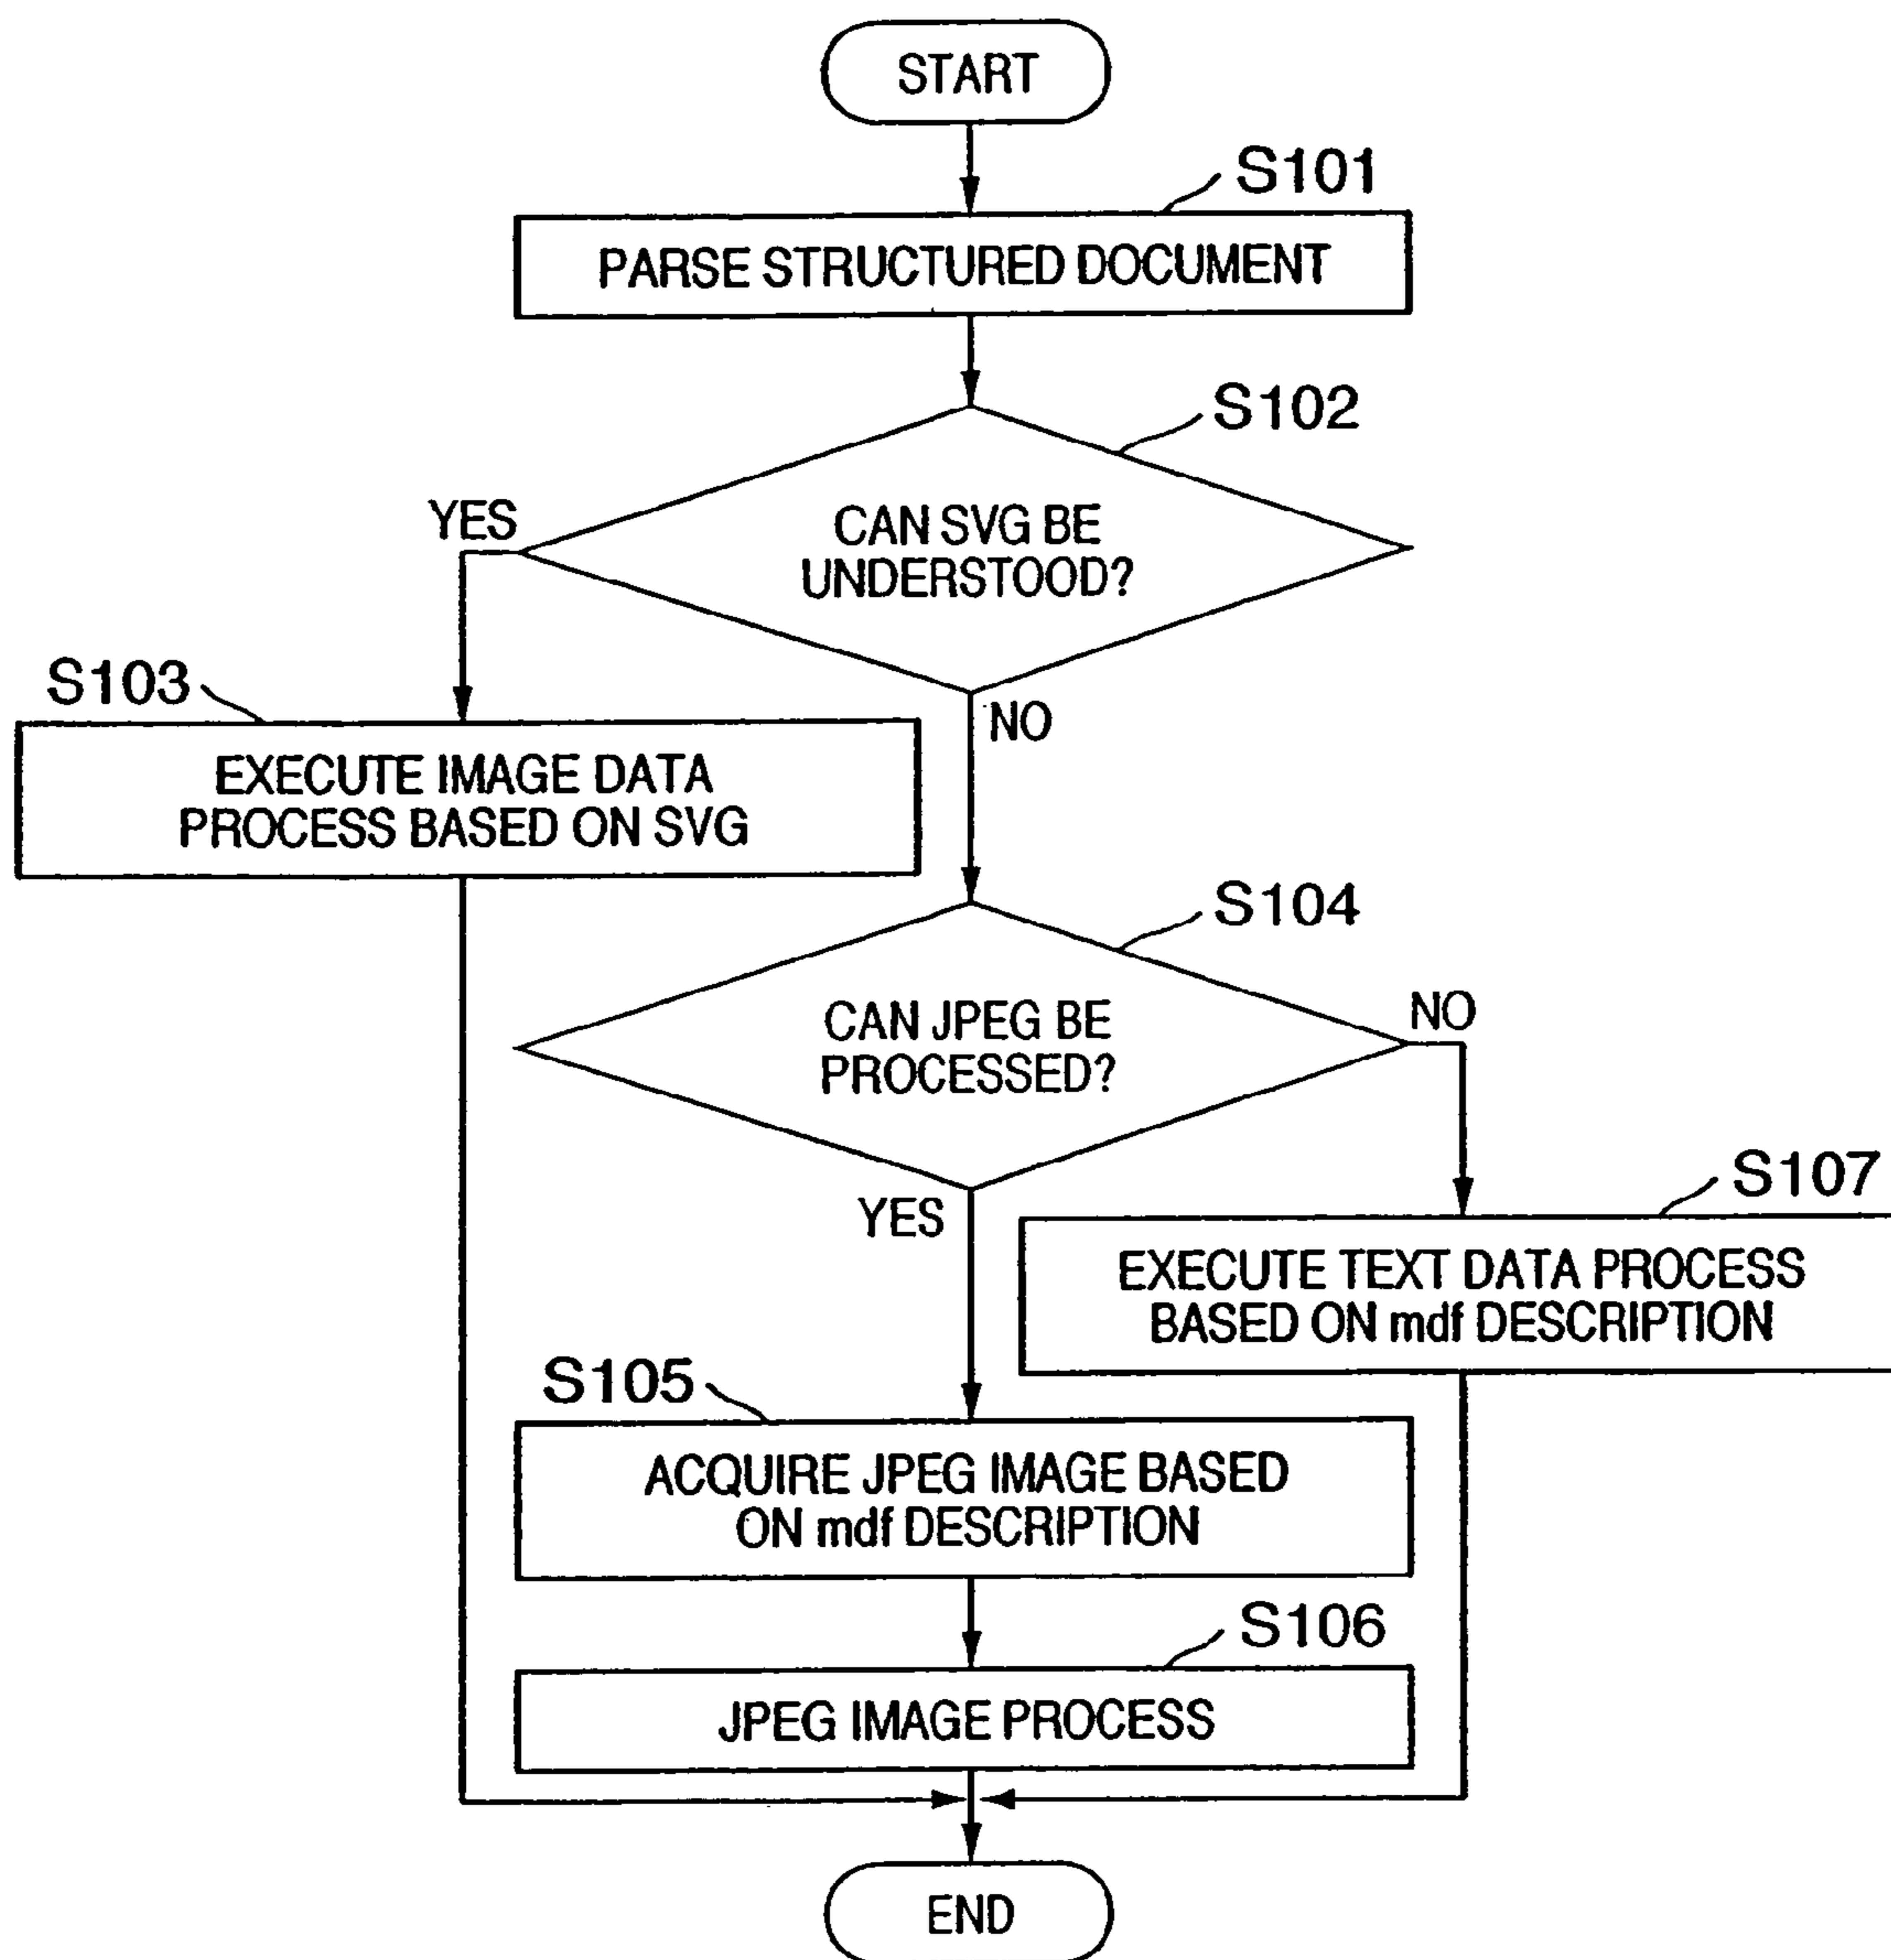 START
S101
PARSE STRUCTURED DOCUMENT
S102
YES
CAN SVG BE
UNDERSTOOD?
S103
NO
EXECUTE IMAGE DATA
PROCESS BASED ON SVG
S104
CAN JPEG BE
PROCESSED?
NO
YES
S107
EXECUTE TEXT DATA PROCESS
BASED ON mdf DESCRIPTION
S105
ACQUIRE JPEG IMAGE BASED
ON mdf DESCRIPTION
S106
JPEG IMAGE PROCESS
END